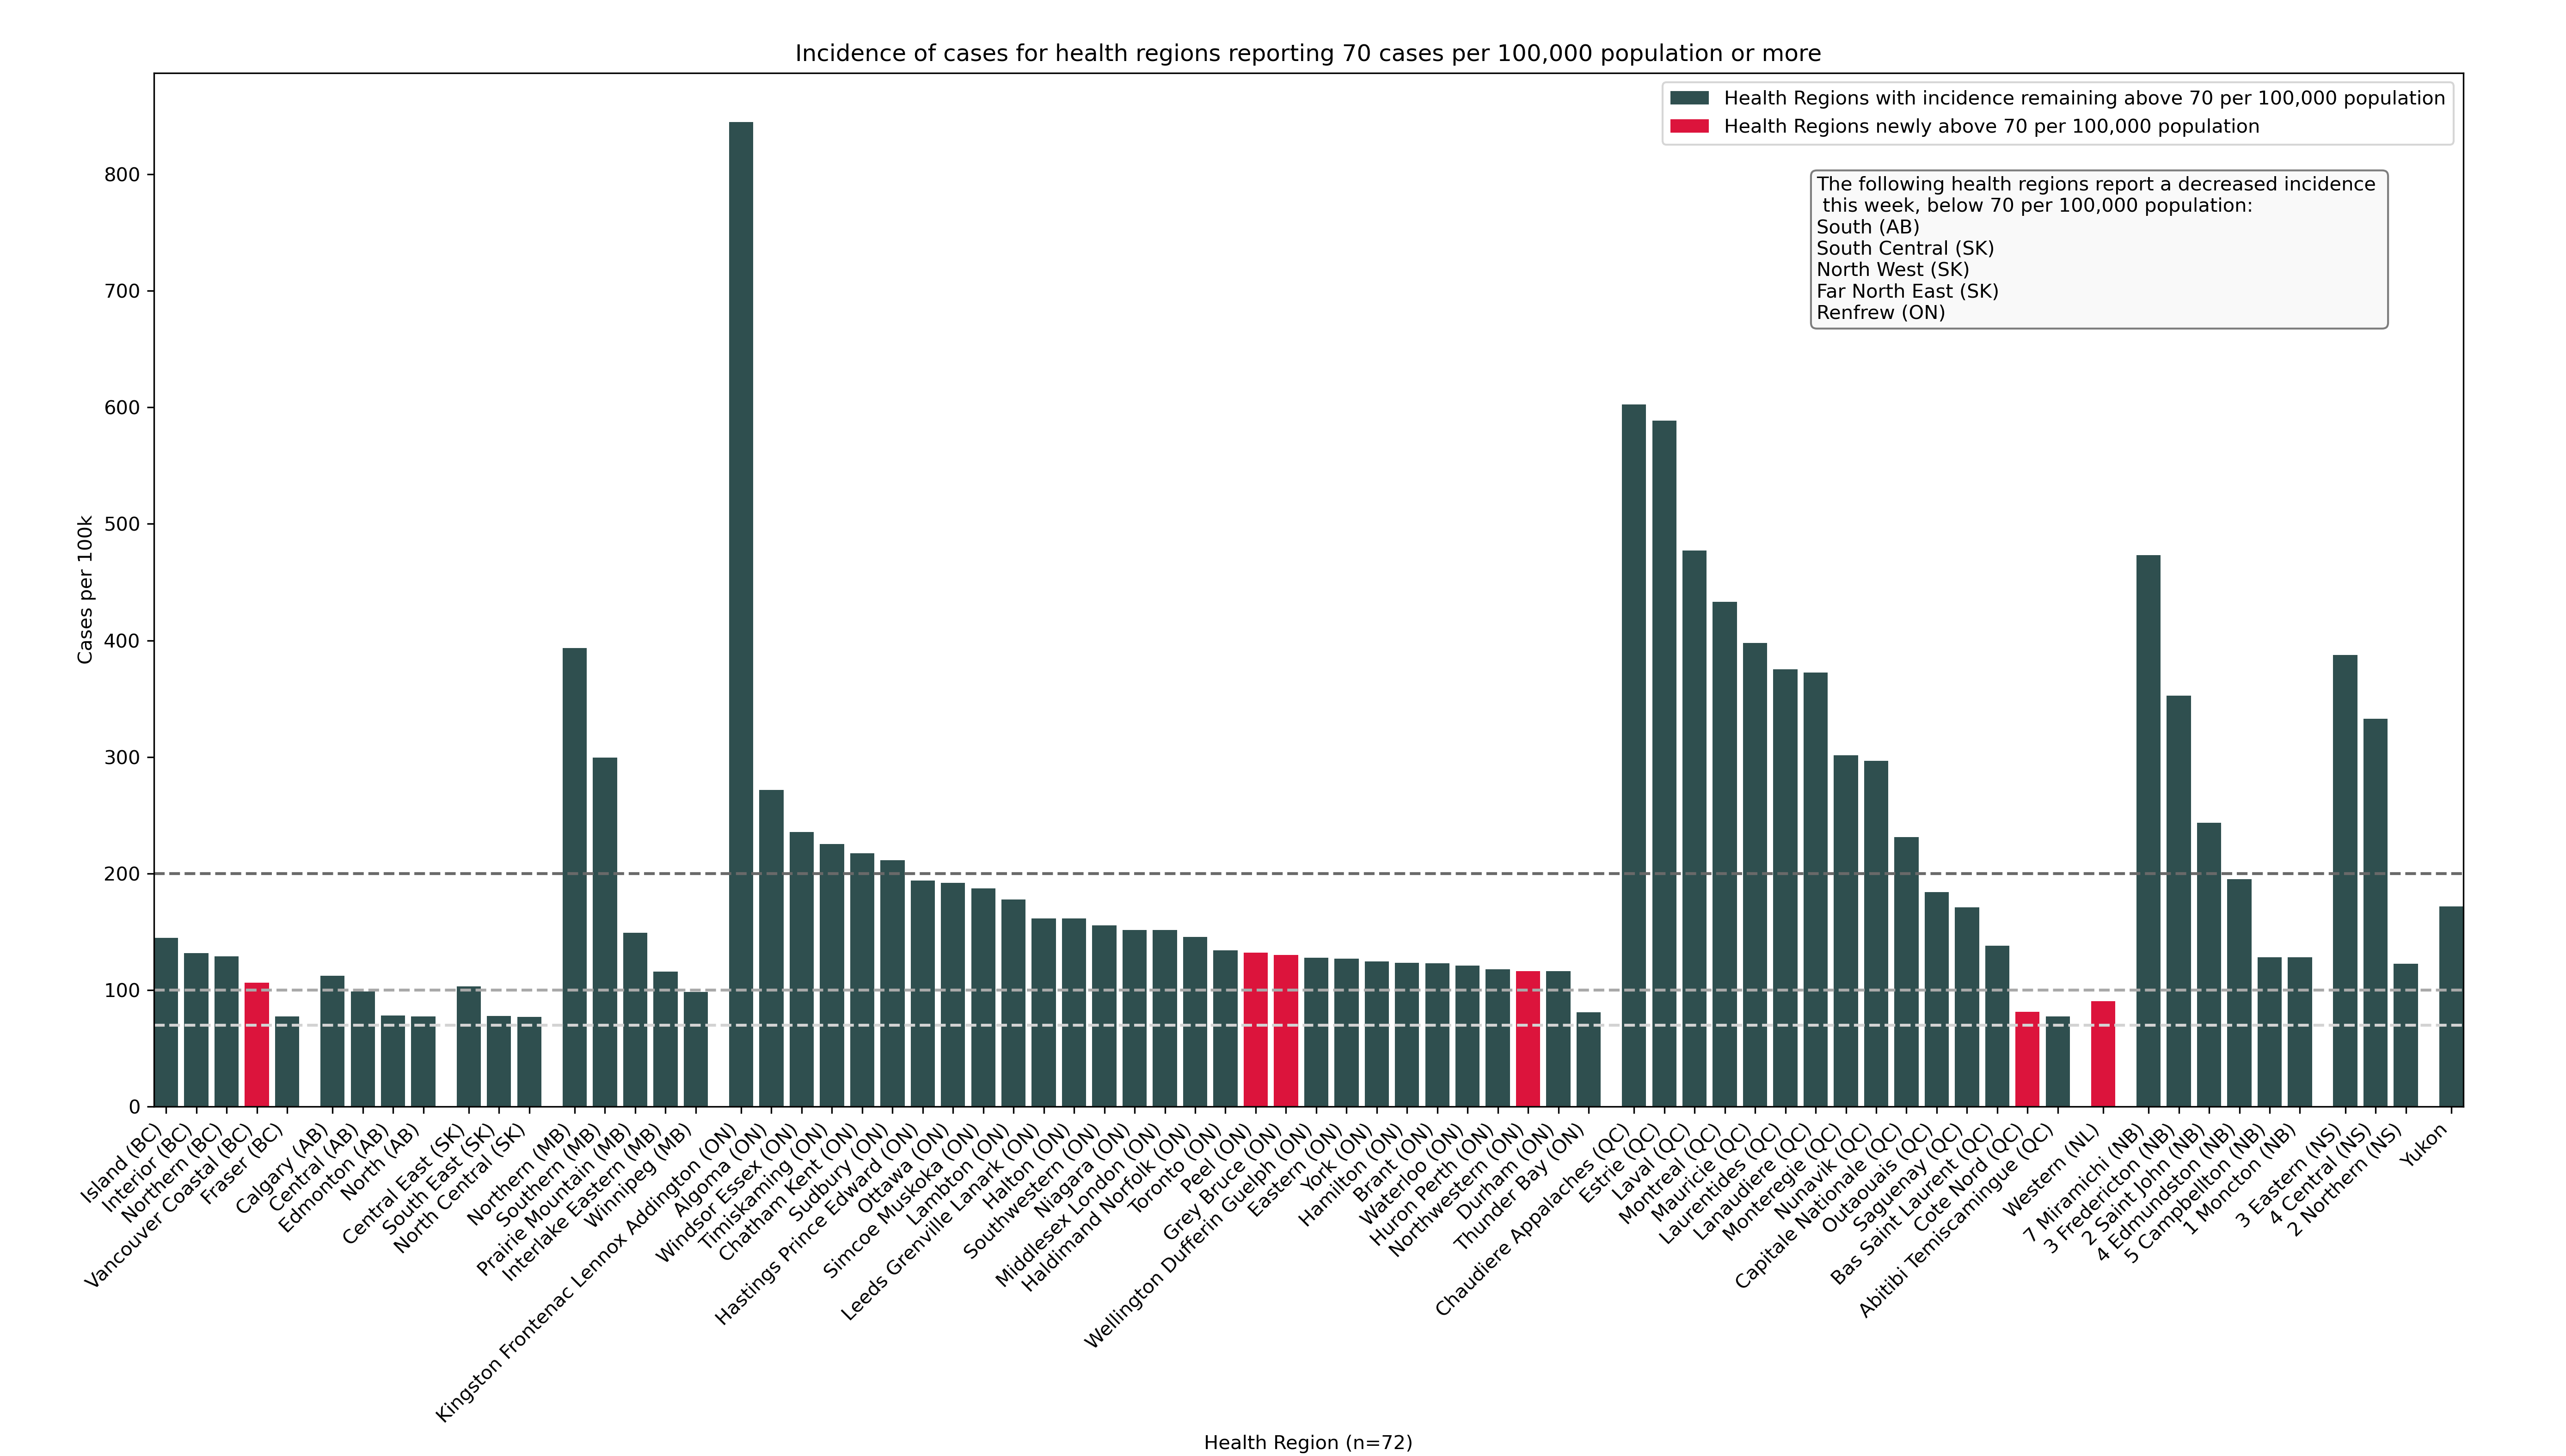 Incidence of cases for health regions reporting 70 cases per 100,000 population or more
Health Regions with incidence remaining above 70 per 100,000 population
Health Regions newly above 70 per 100,000 population
The following health regions report a decreased incidence
this week, below 70 per 100,000 population:
South (AB)
South Central (SK)
North West (SK)
Far North East (SK)
Renfrew (ON)
Cases per 100k
800
700
600
500
400
300
200
100
0
Island (BC)
Interior (BC)
Northern (BC)
Vancouver Coastal (BC)
Fraser (BC)
Calgary (AB)
Central (AB)
Edmonton (AB)
North (AB)
Central East (SK)
South East (SK)
North Central (SK)
Northern (MB)
Southern (MB)
Prairie Mountain (MB)
Interlake Eastern (MB)
Winnipeg (MB)
Kingston Frontenac Lennox Addington (ON)
Algoma (ON)
Windsor Essex (ON)
Timiskaming (ON)
Chatham Kent (ON)
Sudbury (ON)
Hastings Prince Edward (ON)
Ottawa (ON)
Simcoe Muskoka (ON)
Lambton (ON)
Leeds Grenville Lanark (ON)
Halton (ON)
Southwestern (ON)
Niagara (ON)
Middlesex London (ON)
Haldimand Norfolk (ON)
Toronto (ON)
Peel (ON)
Grey Bruce (ON)
Wellington Dufferin Guelph (ON)
Eastern (ON)
York (ON)
Hamilton (ON)
Brant (ON)
Waterloo (ON)
Huron Perth (ON)
Northwestern (ON)
Durham (ON)
Thunder Bay (ON)
Chaudiere Appalaches (QC)
Estrie (QC)
Laval (QC)
Montreal (QC)
Mauricie (QC)
Laurentides (QC)
Lanaudiere (QC)
Monteregie (QC)
Nunavik (QC)
Capitale Nationale (QC)
Outaouais (QC)
Saguenay (QC)
Bas Saint Laurent (QC)
Cote Nord (QC)
Abitibi Temiscamingue (QC)
Western (NL)
7 Miramichi (NB)
3 Fredericton (NB)
2 Saint John (NB)
4 Edmundston (NB)
5 Campbellton (NB)
1 Moncton (NB)
3 Eastern (NS)
4 Central (NS)
2 Northern (NS)
Yukon
Health Region (n=72)